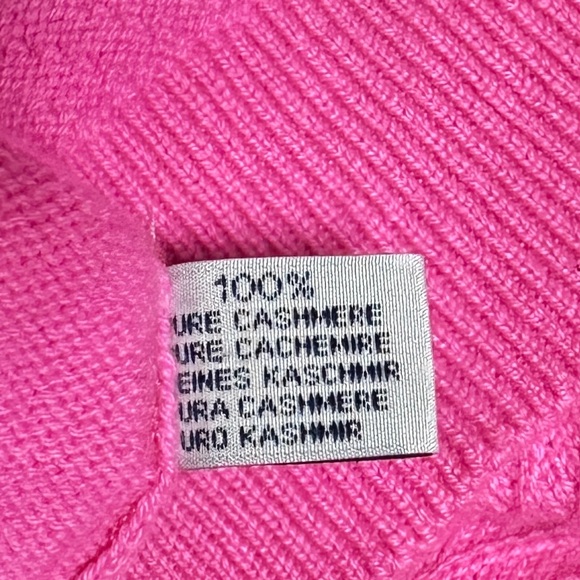 100%
URE CASHMERE
URE CACHEMIRE
EINES KASCHMIR
URA CASHMERE
URO KASHMIR